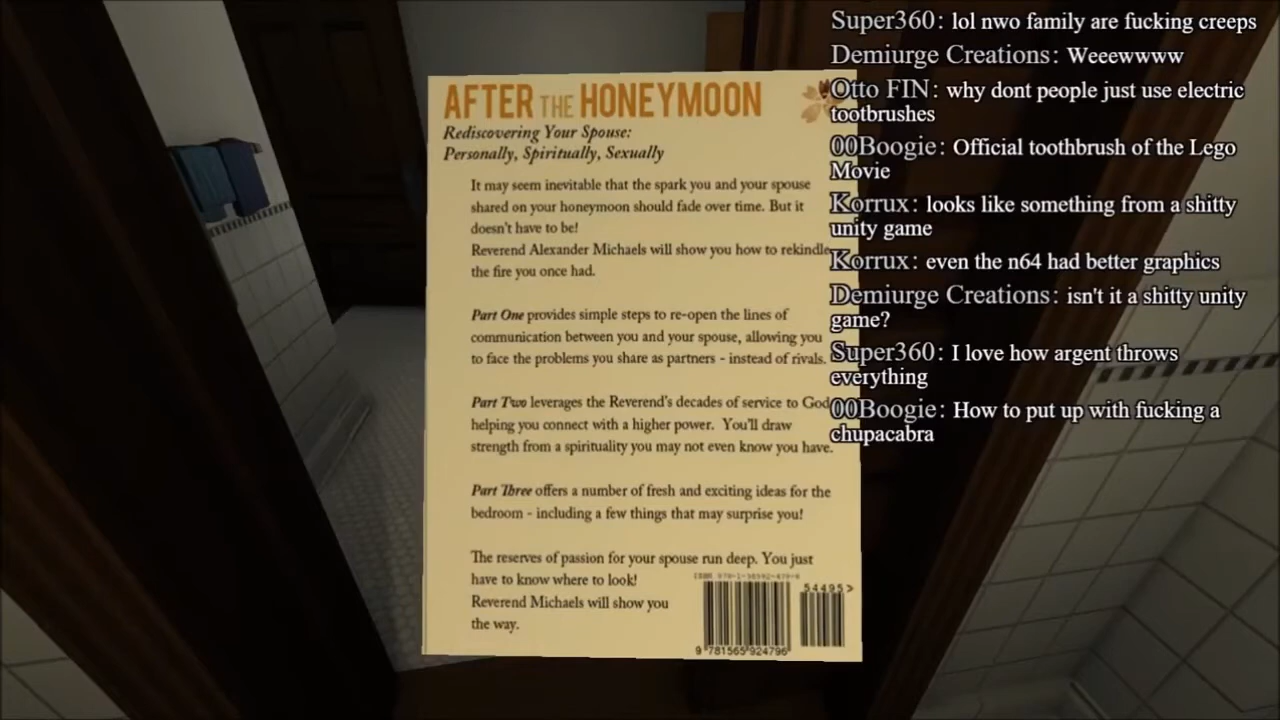 AFTER THE HONEYMOON
Rediscovering Your Spouse:
Personally, Spiritually, Sexually
It may seem inevitable that the spark you and your spouse
shared on your honeymoon should fade over time. But it
doesn't have to be!
Reverend Alexander Michaels will show you how to rekindle
the fire you once had.
Part One provides simple steps to re-open the lines of
communication between you and your spouse, allowing you
to face the problems you share as partners - instead of rivals.
Part Two leverages the Reverend's decades of service to God
helping you connect with a higher power. You'll draw
strength from a spirituality you may not even know you have.
Part Three offers a number of fresh and exciting ideas for the
bedroom - including a few things that may surprise you!
The reserves of passion for your spouse run deep. You just
have to know where to look!
Reverend Michaels will show you
the way.
54495>
9 781565 924796
Super360: lol nwo family are fucking creeps
Demiurge Creations: Weeewwww
Otto FIN: why dont people just use electric
tootbrushes
00Boogie: Official toothbrush of the Lego
Movie
Korrux: looks like something from a shitty
unity game
Korrux: even the n64 had better graphics
Demiurge Creations: isn't it a shitty unity
game?
Super360: I love how argent throws
everything
00Boogie: How to put up with fucking a
chupacabra